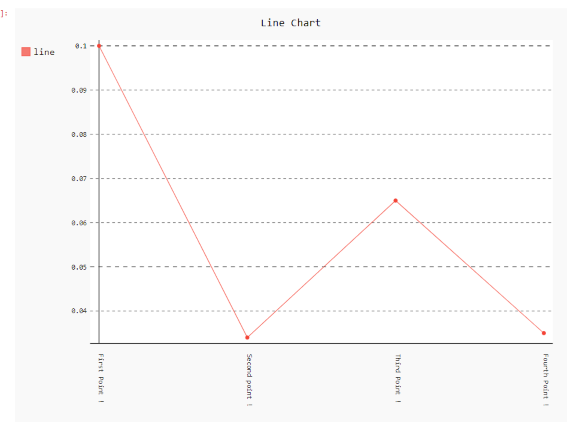 ]:
Line Chart
line
0.1
0.09
0.08
0.07
0.06
0.05
0.04
First Point !
Second point !
Third Point !
Fourth Point !